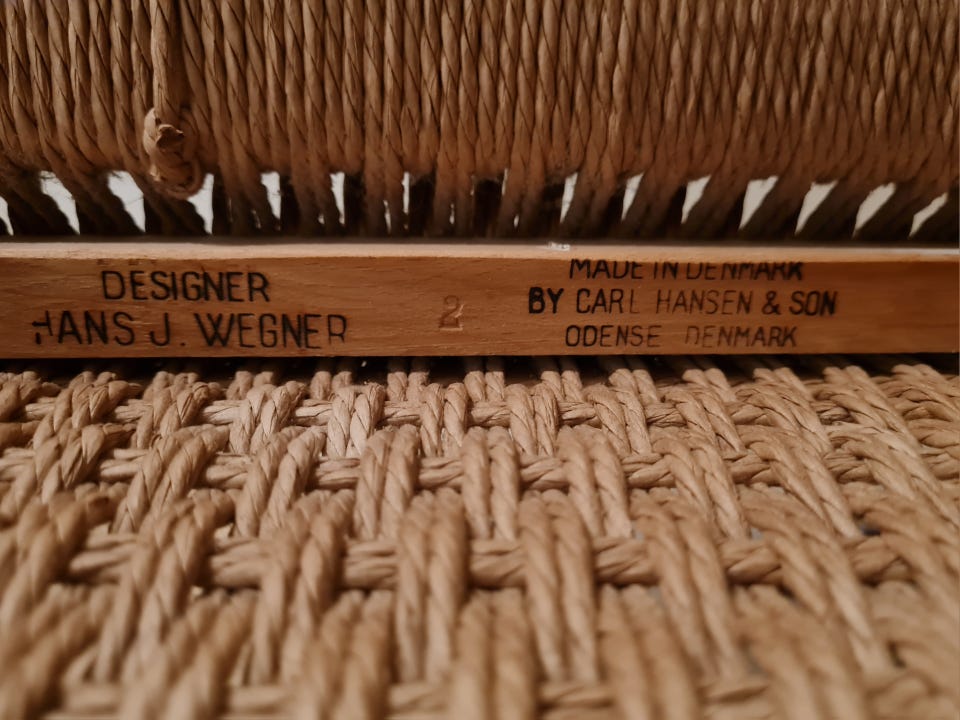 DESIGNER
HANS J. WEGNER
2
MADE IN DENMARK
BY CARL HANSEN & SON
ODENSE DENMARK